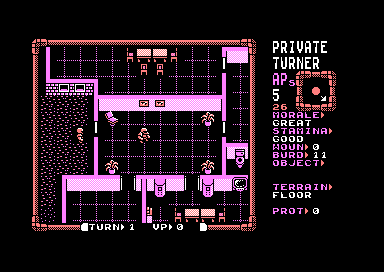 PRIVATE
TURNER
APs
5
26
MORALE
GREAT
STAMINA
GOOD
WOUN 0
BURD 11
OBJECT
TERRAIN
FLOOR
PROT 0
TURN 1 VP 0